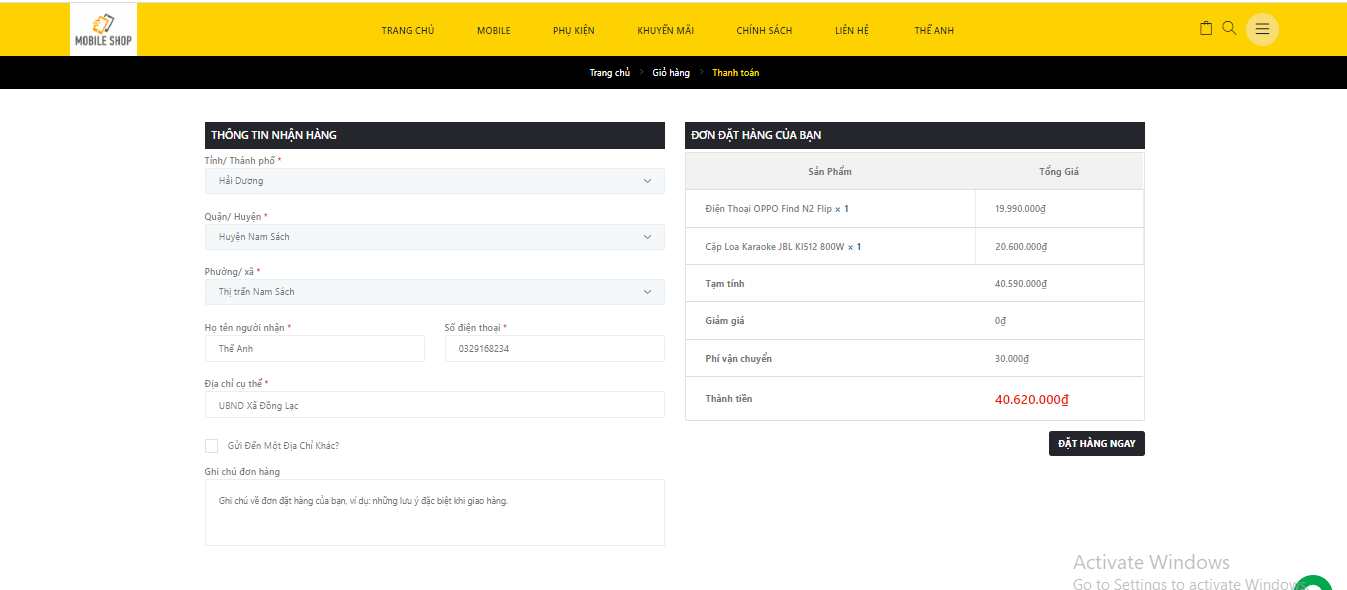 MOBILE SHOP
TRANG CHỦ MOBILE PHỤ KIỆN KHUYẾN MÃI CHÍNH SÁCH LIÊN HỆ THẾ ANH
Trang chủ > Giỏ hàng > Thanh toán
THÔNG TIN NHẬN HÀNG
Tỉnh/ Thành phố *
Hải Dương
Quận/ Huyện *
Huyện Nam Sách
Phường/ xã *
Thị trấn Nam Sách
Họ tên người nhận * Số điện thoại *
Thế Anh 0329168234
Địa chỉ cụ thể *
UBND Xã Đồng Lạc
Gửi Đến Một Địa Chỉ Khác?
Ghi chú đơn hàng
Ghi chú về đơn đặt hàng của bạn, ví dụ: những lưu ý đặc biệt khi giao hàng.
ĐƠN ĐẶT HÀNG CỦA BẠN
Sản Phẩm Tổng Giá
Điện Thoại OPPO Find N2 Flip × 1 19.990.000₫
Cặp Loa Karaoke JBL KI512 800W × 1 20.600.000₫
Tạm tính 40.590.000₫
Giảm giá 0₫
Phí vận chuyển 30.000₫
Thành tiền 40.620.000₫
ĐẶT HÀNG NGAY
Activate Windows
Go to Settings to activate Windows.